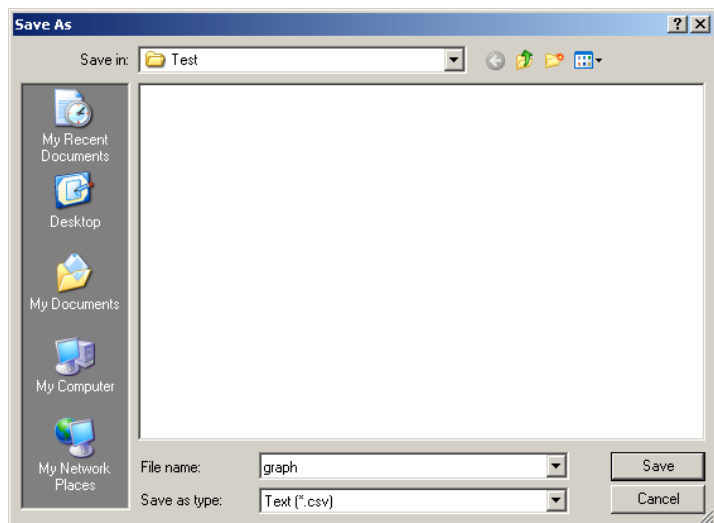 Save As
Save in:
Test
My Recent
Documents
Desktop
My Documents
My Computer
My Network
Places
File name:
graph
Save
Save as type:
Text (*.csv)
Cancel